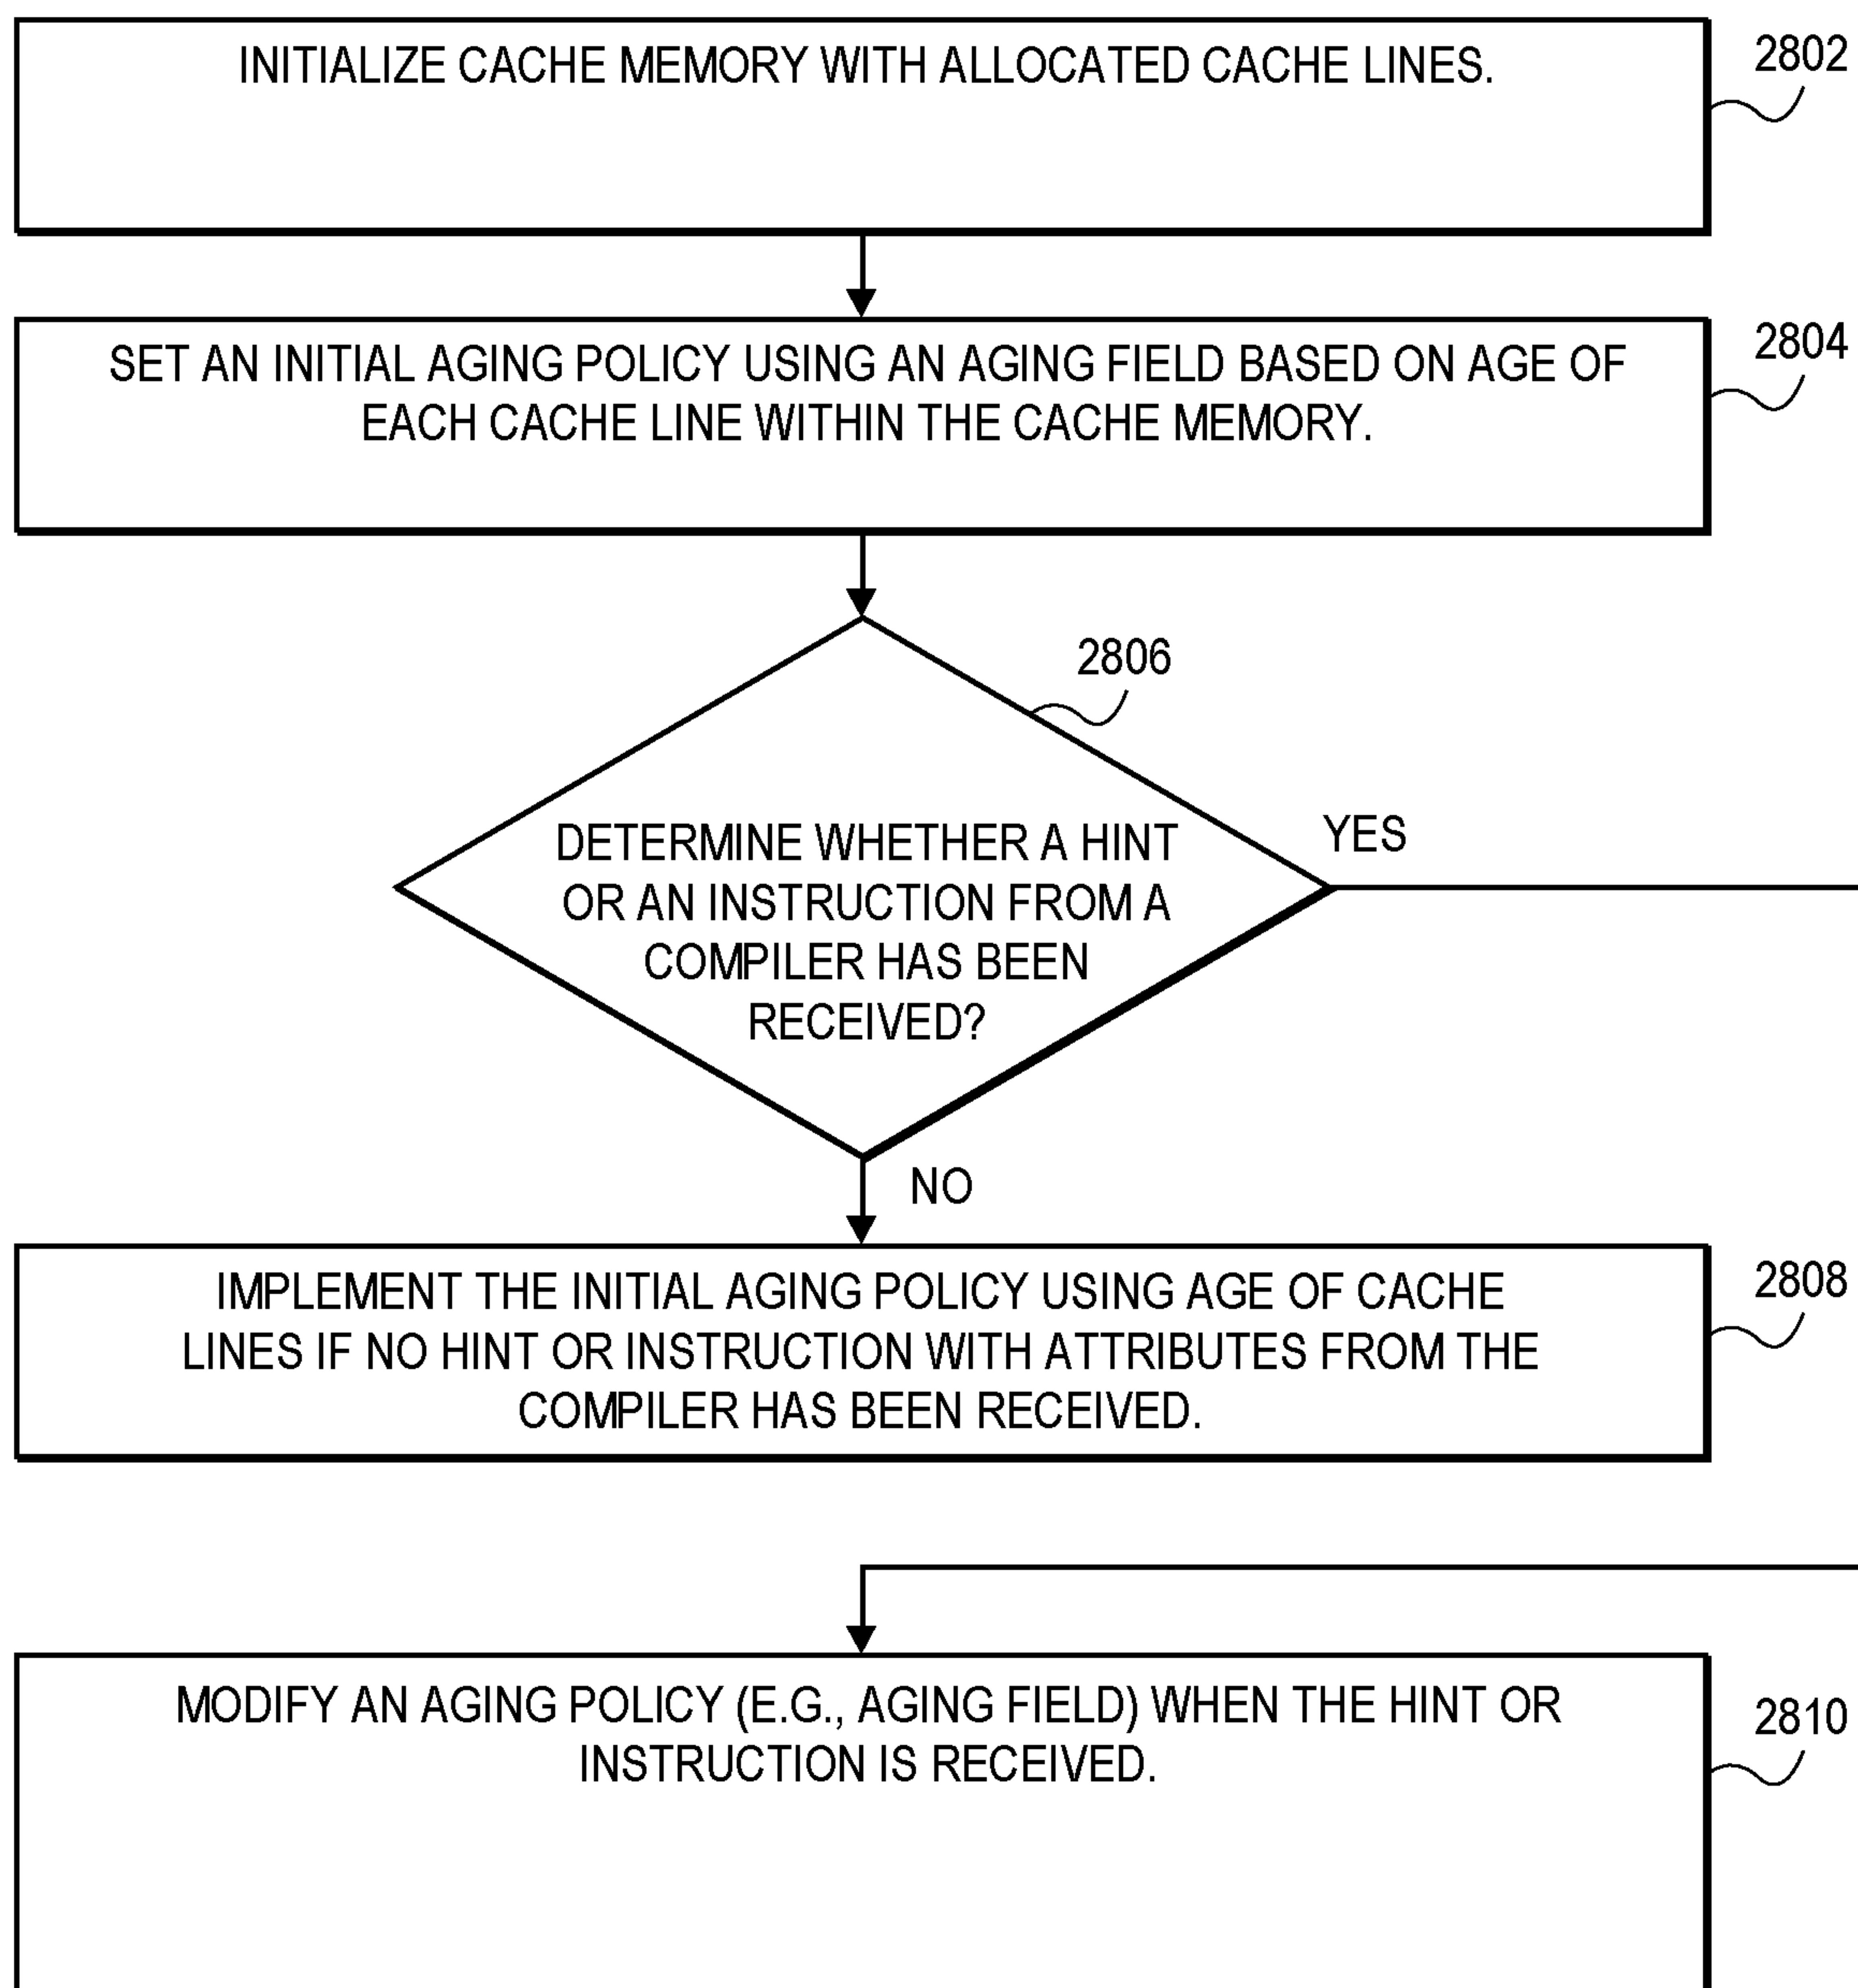 INITIALIZE CACHE MEMORY WITH ALLOCATED CACHE LINES.
2802
SET AN INITIAL AGING POLICY USING AN AGING FIELD BASED ON AGE OF
EACH CACHE LINE WITHIN THE CACHE MEMORY.
2804
2806
DETERMINE WHETHER A HINT
OR AN INSTRUCTION FROM A
COMPILER HAS BEEN
RECEIVED?
YES
NO
IMPLEMENT THE INITIAL AGING POLICY USING AGE OF CACHE
LINES IF NO HINT OR INSTRUCTION WITH ATTRIBUTES FROM THE
COMPILER HAS BEEN RECEIVED.
2808
MODIFY AN AGING POLICY (E.G., AGING FIELD) WHEN THE HINT OR
INSTRUCTION IS RECEIVED.
2810